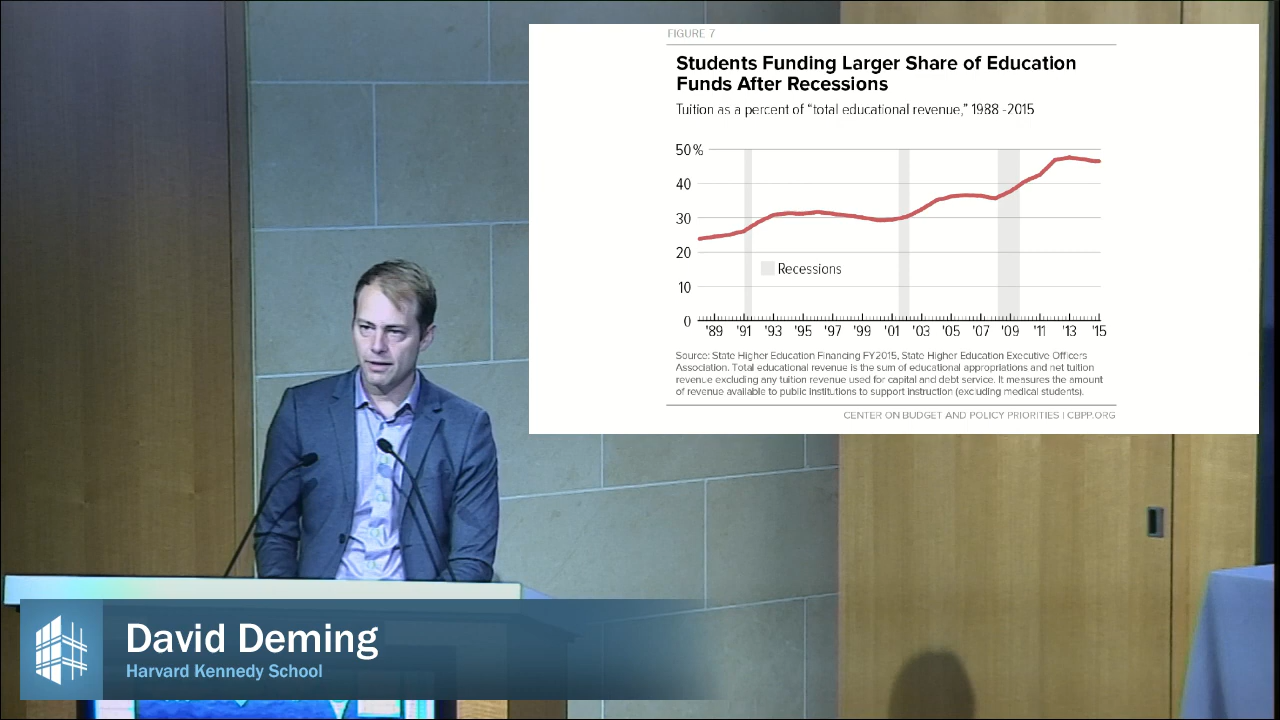 FIGURE 7
Students Funding Larger Share of Education
Funds After Recessions
Tuition as a percent of “total educational revenue,” 1988 -2015
50%
40
30
20
10
0
Recessions
'89 '91 '93 '95 '97 '99 '01 '03 '05 '07 '09 '11 '13 '15
Source: State Higher Education Financing FY2015, State Higher Education Executive Officers
Association. Total educational revenue is the sum of educational appropriations and net tuition
revenue excluding any tuition revenue used for capital and debt service. It measures the amount
of revenue available to public institutions to support instruction (excluding medical students).
CENTER ON BUDGET AND POLICY PRIORITIES | CBPP.ORG
David Deming
Harvard Kennedy School